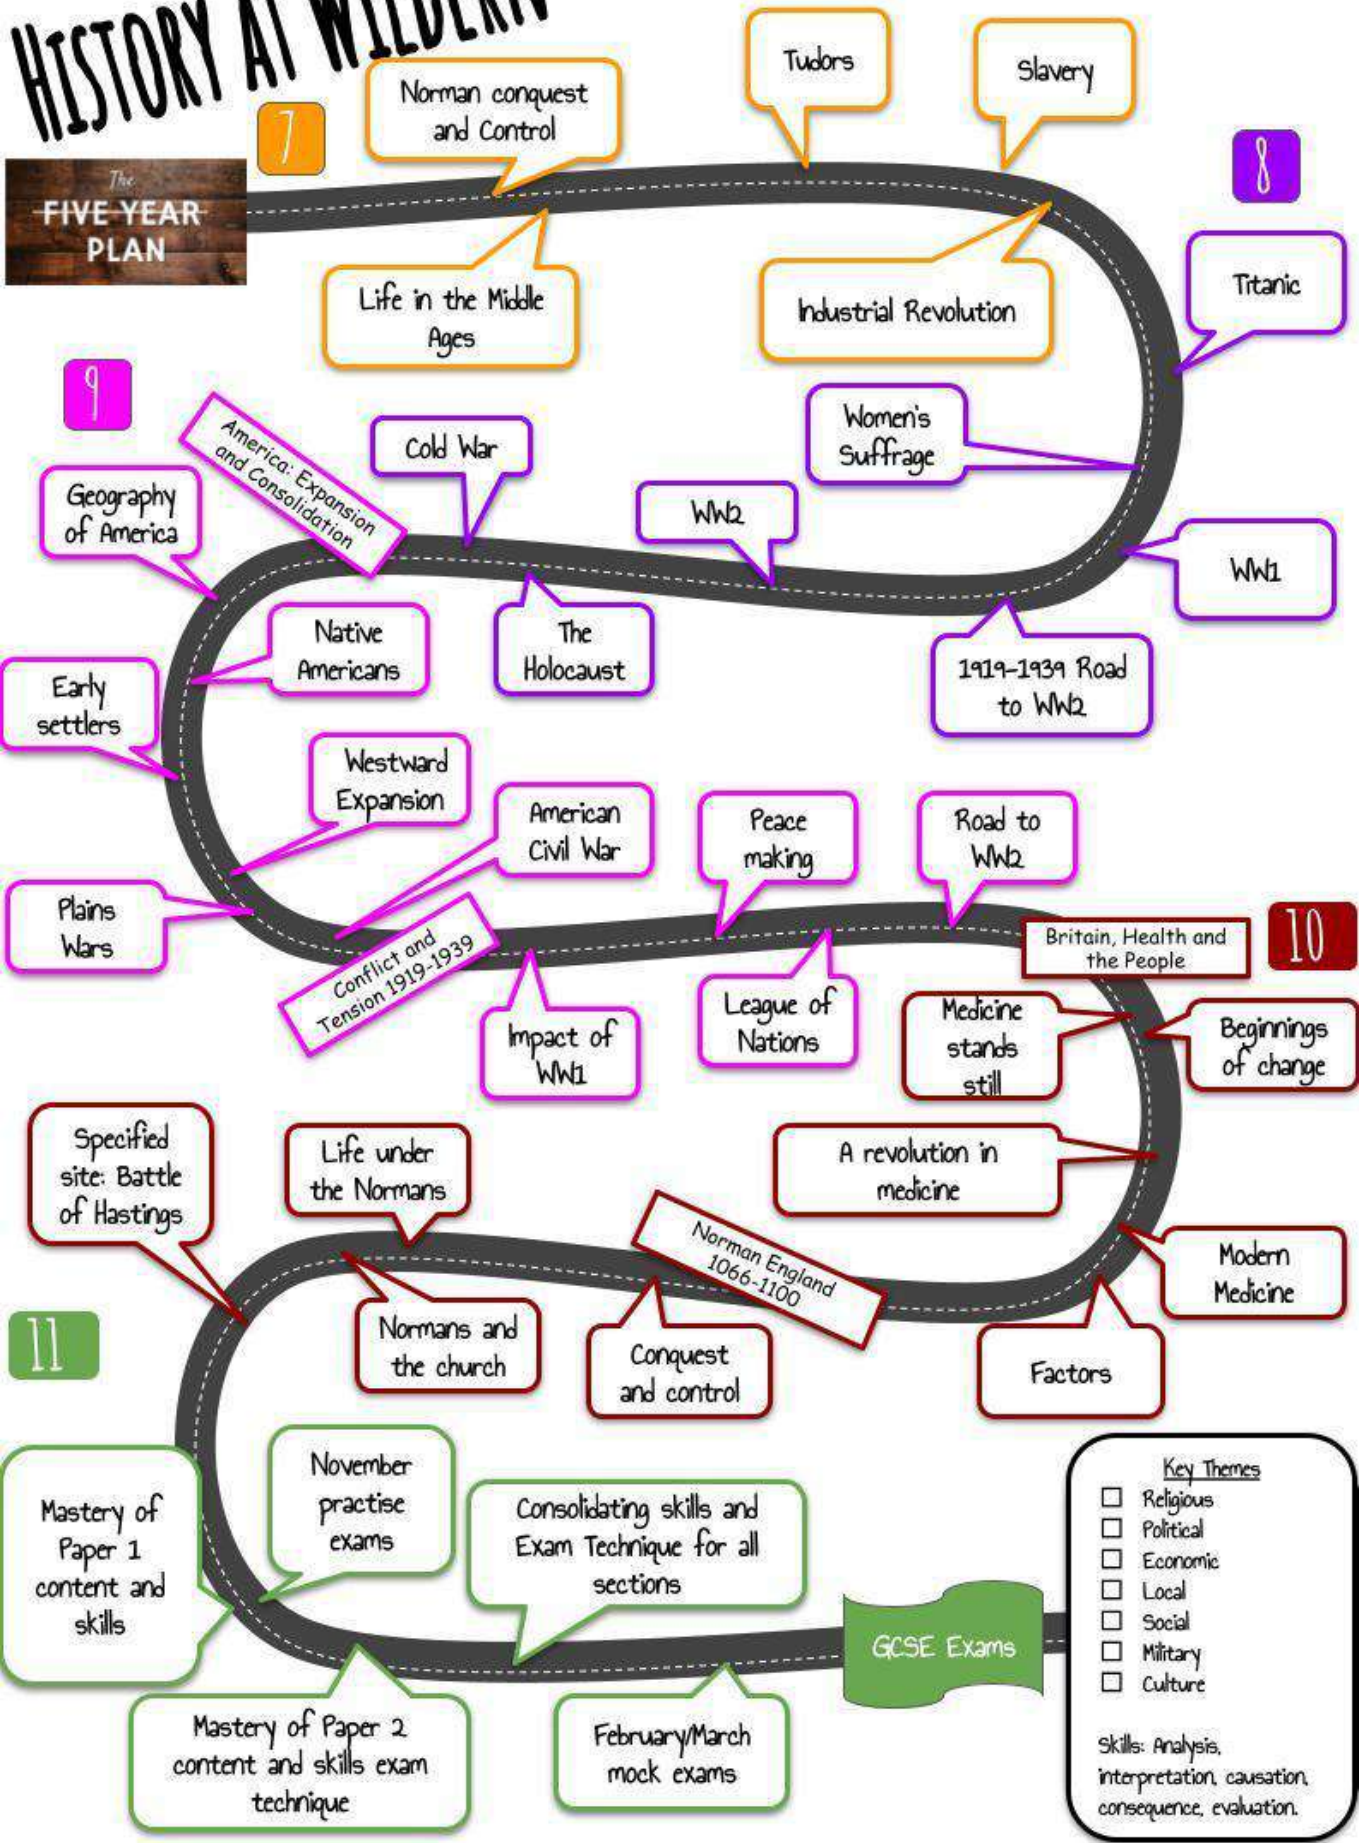 HISTORY AT WILDERN
The
FIVE YEAR
PLAN
7
Norman conquest
and Control
Tudors
Slavery
Life in the Middle
Ages
Industrial Revolution
8
Titanic
Women's
Suffrage
WW1
1919-1939 Road
to WW2
WW2
The
Holocaust
Cold War
9
America: Expansion
and Consolidation
Geography
of America
Native
Americans
Early
settlers
Westward
Expansion
Plains
Wars
American
Civil War
Conflict and
Tension 1919-1939
Impact of
WW1
Peace
making
League of
Nations
Road to
WW2
10
Britain, Health and
the People
Medicine
stands
still
Beginnings
of change
A revolution in
medicine
Modern
Medicine
Factors
Norman England
1066-1100
Conquest
and control
Life under
the Normans
Normans and
the church
Specified
site: Battle
of Hastings
11
Mastery of
Paper 1
content and
skills
November
practise
exams
Mastery of Paper 2
content and skills exam
technique
Consolidating skills and
Exam Technique for all
sections
February/March
mock exams
GCSE Exams
Key Themes
Religious
Political
Economic
Local
Social
Military
Culture
Skills: Analysis,
interpretation, causation,
consequence, evaluation.